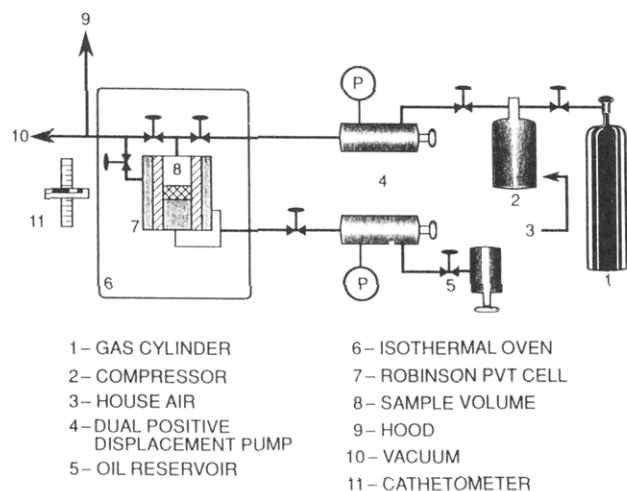 9
P
10
8
4
2
11
7
3
6
P
5
1
1– GAS CYLINDER
2– COMPRESSOR
3– HOUSE AIR
4– DUAL POSITIVE
DISPLACEMENT PUMP
5– OIL RESERVOIR
6– ISOTHERMAL OVEN
7– ROBINSON PVT CELL
8– SAMPLE VOLUME
9– HOOD
10– VACUUM
11– CATHETOMETER